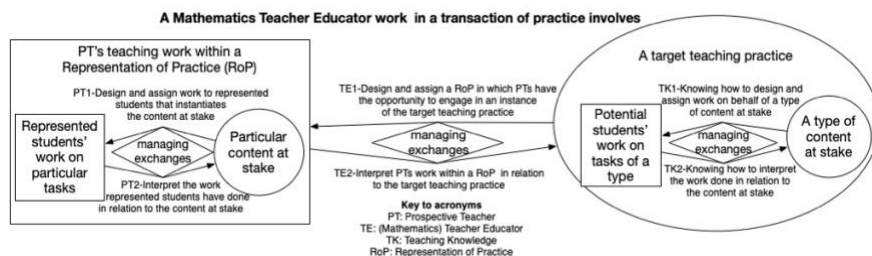 A Mathematics Teacher Educator work in a transaction of practice involves
PT's teaching work within a
Representation of Practice (RoP)
PT1-Design and assign work to represented
students that instantiates
the content at stake
Represented
students'
work on
particular
tasks
managing
exchanges
Particular
content at
stake
PT2-Interpret the work
represented students have done
in relation to the content at stake
TE1-Design and assign a RoP in which PTs have
the opportunity to engage in an instance
of the target teaching practice
managing
exchanges
TE2-Interpret PTs work within a RoP in relation
to the target teaching practice
Key to acronyms
PT: Prospective Teacher
TE: (Mathematics) Teacher Educator
TK: Teaching Knowledge
RoP: Representation of Practice
A target teaching practice
TK1-Knowing how to design and
assign work on behalf of a type
of content at stake
Potential
students'
work on
tasks of a
type
managing
exchanges
A type of
content
at stake
TK2-Knowing how to interpret
the work done in relation to
the content at stake